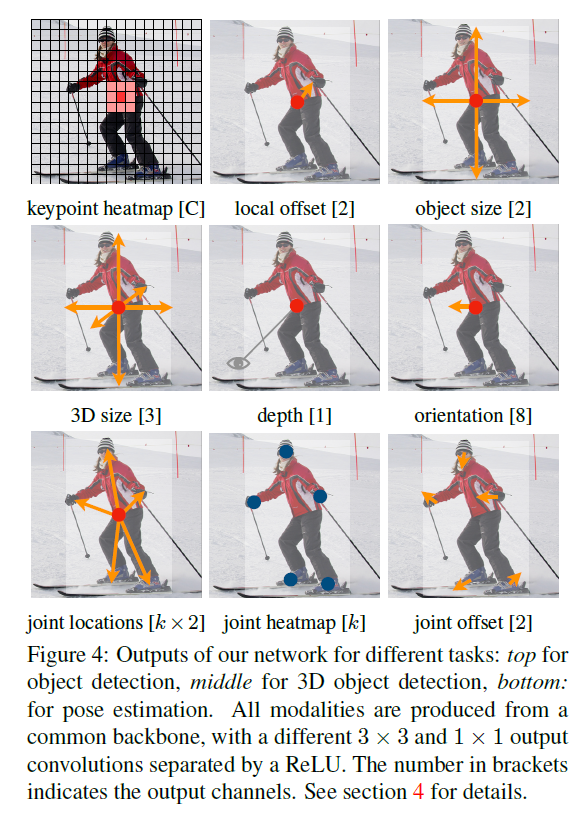 keypoint heatmap [C] local offset [2] object size [2]
3D size [3] depth [1] orientation [8]
joint locations [k × 2] joint heatmap [k] joint offset [2]
Figure 4: Outputs of our network for different tasks: top for
object detection, middle for 3D object detection, bottom:
for pose estimation. All modalities are produced from a
common backbone, with a different 3 × 3 and 1 × 1 output
convolutions separated by a ReLU. The number in brackets
indicates the output channels. See section 4 for details.